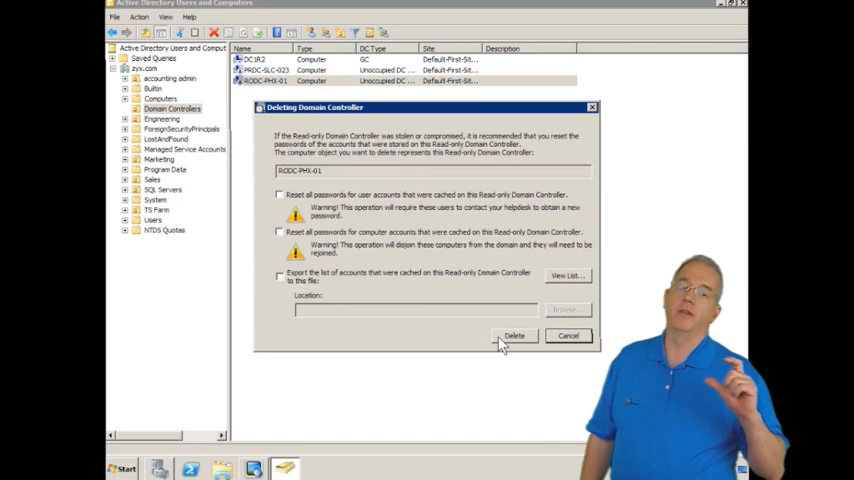 Active Directory Users and Computers
File Action View Help
Active Directory Users and Comput
Saved Queries
zyx.com
accounting admin
Builtin
Computers
Domain Controllers
Engineering
ForeignSecurityPrincipals
LostAndFound
Managed Service Accounts
Marketing
Program Data
Sales
SQL Servers
System
TS Farm
Users
NTDS Quotas
Name Type DC Type Site Description
DC1R2 Computer GC Default-First-Sit...
PRDC-SLC-023 Computer Unoccupied DC ... Default-First-Sit...
RODC-PHX-01 Computer Unoccupied DC ... Default-First-Sit...
Deleting Domain Controller
If the Read-only Domain Controller was stolen or compromised, it is recommended that you reset the
passwords of the accounts that were stored on this Read-only Domain Controller.
The computer object you want to delete represents this Read-only Domain Controller:
RODC-PHX-01
Reset all passwords for user accounts that were cached on this Read-only Domain Controller.
Warning! This operation will require these users to contact your helpdesk to obtain a new
password.
Reset all passwords for computer accounts that were cached on this Read-only Domain Controller.
Warning! This operation will disjoin these computers from the domain and they will need to be
rejoined.
Export the list of accounts that were cached on this Read-only Domain Controller
to this file:
View List...
Location:
Browse...
Delete Cancel
Start